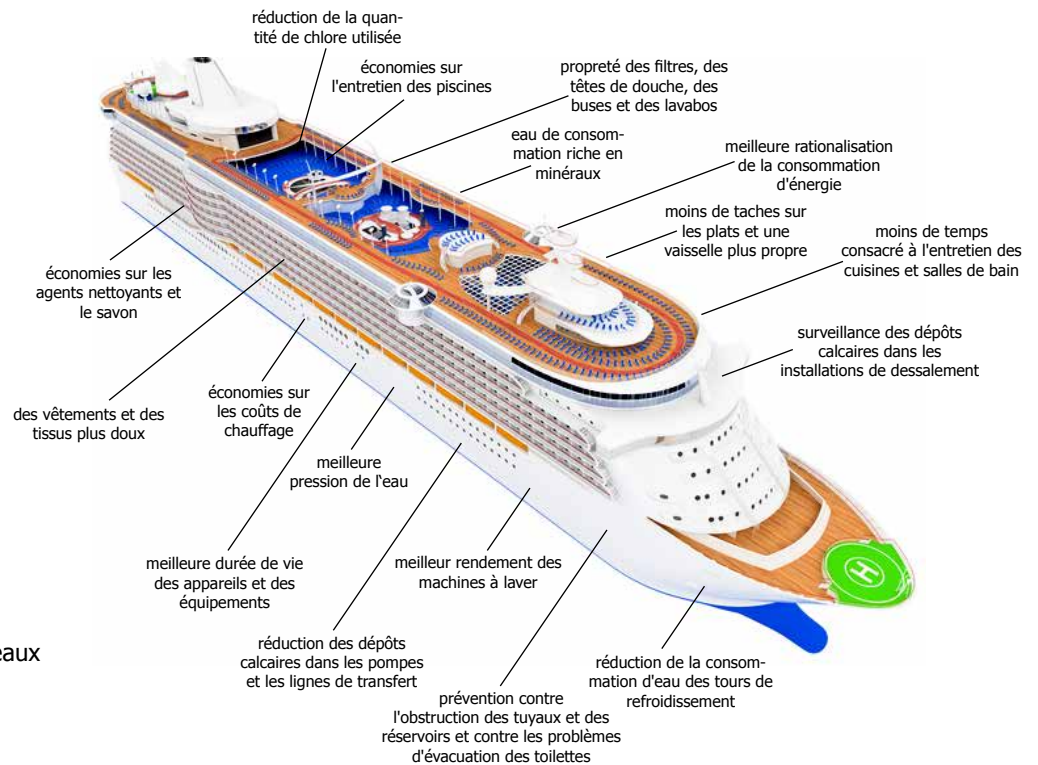 réduction de la quan-
tité de chlore utilisée
économies sur
l'entretien des piscines
propreté des filtres, des
têtes de douche, des
buses et des lavabos
eau de consom-
mation riche en
minéraux
meilleure rationalisation
de la consommation
d'énergie
moins de taches sur
les plats et une
vaisselle plus propre
moins de temps
consacré à l'entretien des
cuisines et salles de bain
surveillance des dépôts
calcaires dans les
installations de dessalement
économies sur les
agents nettoyants et
le savon
des vêtements et des
tissus plus doux
économies sur
les coûts de
chauffage
meilleure
pression de l'eau
meilleure durée de vie
des appareils et des
équipements
meilleur rendement des
machines à laver
réduction des dépôts
calcaires dans les pompes
et les lignes de transfert
prévention contre
l'obstruction des tuyaux et des
réservoirs et contre les problèmes
d'évacuation des toilettes
réduction de la consom-
mation d'eau des tours de
refroidissement
H